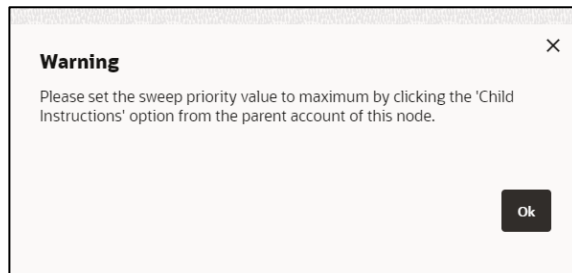 Warning
Please set the sweep priority value to maximum by clicking the 'Child
Instructions' option from the parent account of this node.
Ok